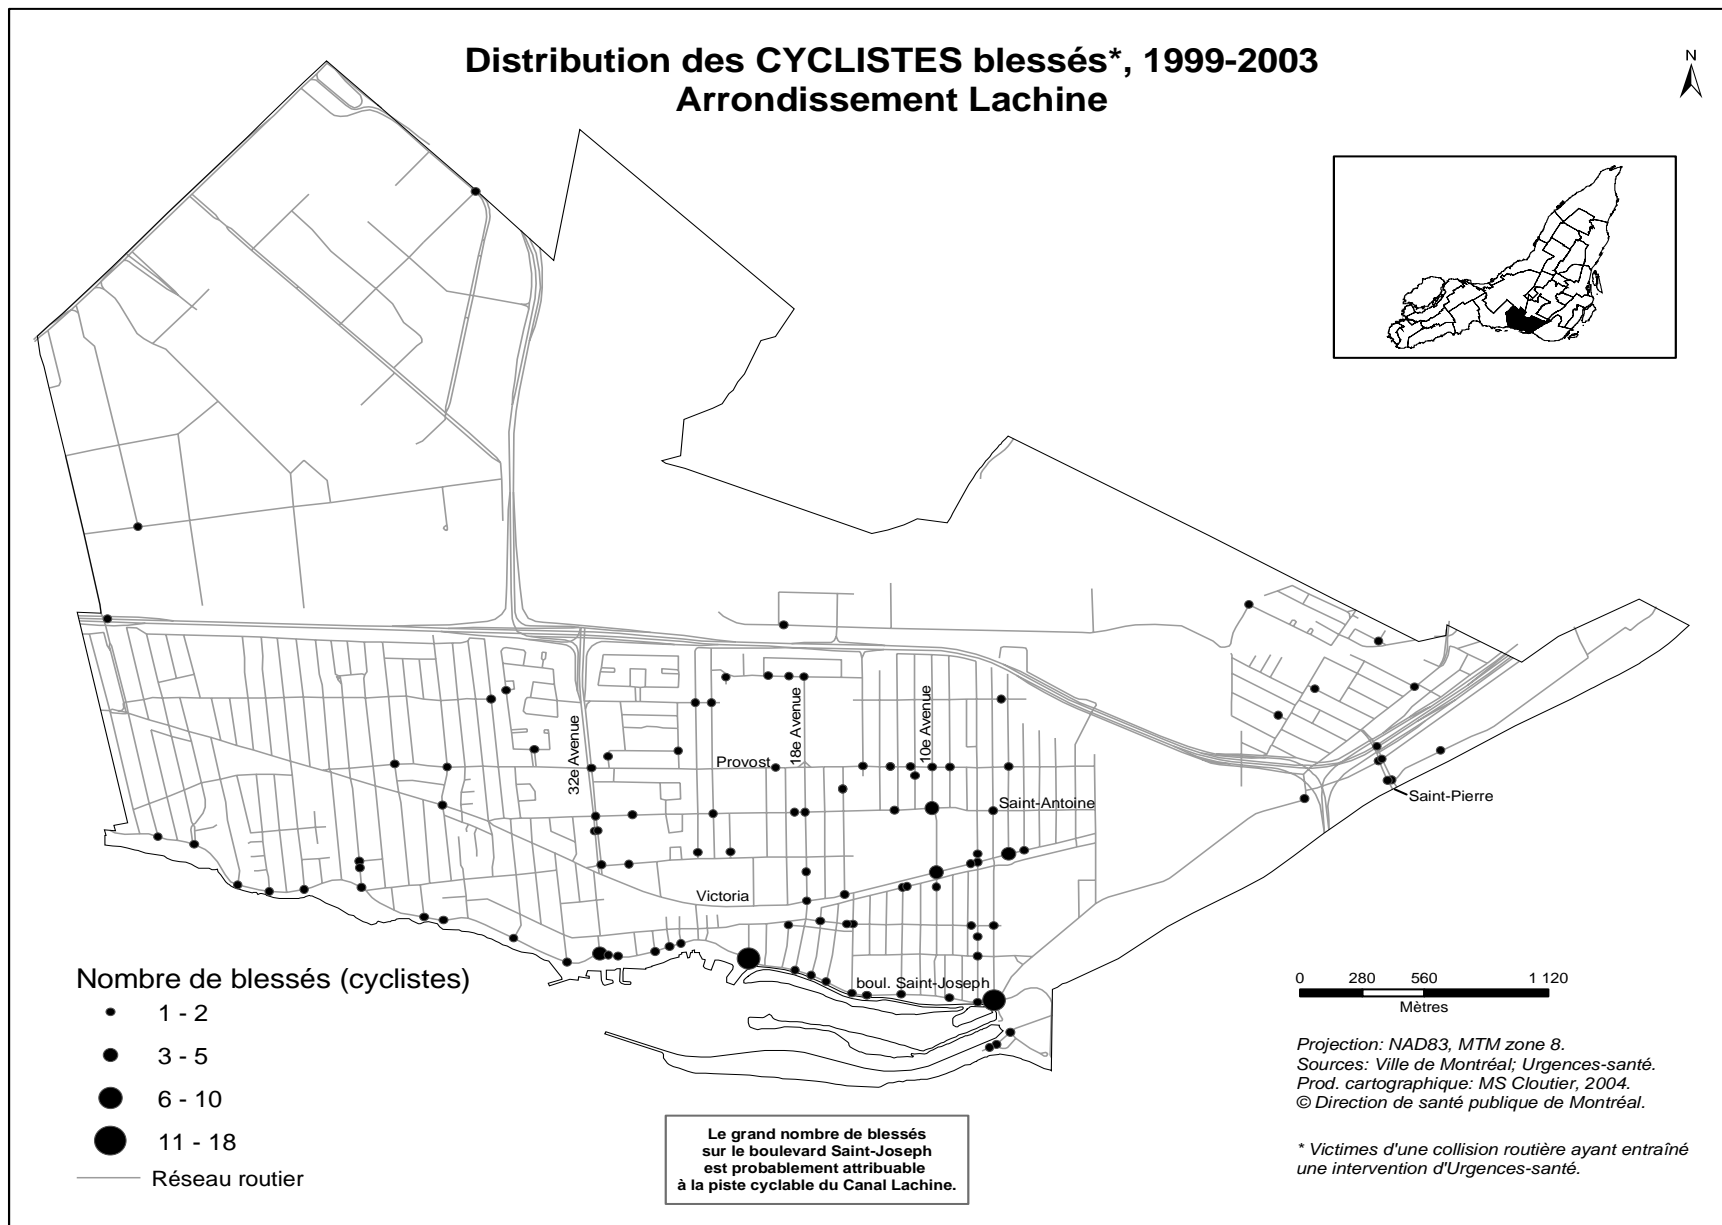 Distribution des CYCLISTES blessés*, 1999-2003
Arrondissement Lachine
N
32e Avenue
18e Avenue
10e Avenue
Provost
Saint-Antoine
Saint-Pierre
Victoria
boul. Saint-Joseph
Nombre de blessés (cyclistes)
1 - 2
3 - 5
6 - 10
11 - 18
Réseau routier
0 280 560 1 120
Mètres
Projection: NAD83, MTM zone 8.
Sources: Ville de Montréal; Urgences-santé.
Prod. cartographique: MS Cloutier, 2004.
© Direction de santé publique de Montréal.
* Victimes d'une collision routière ayant entraîné
une intervention d'Urgences-santé.
Le grand nombre de blessés
sur le boulevard Saint-Joseph
est probablement attribuable
à la piste cyclable du Canal Lachine.